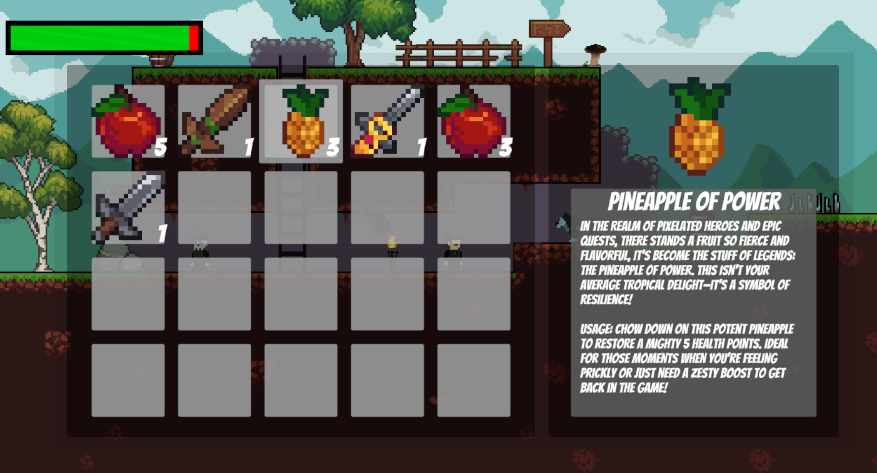 5
1
3
1
3
1
PINEAPPLE OF POWER
IN THE REALM OF PIXELATED HEROES AND EPIC
QUESTS, THERE STANDS A FRUIT SO FIERCE AND
FLAVORFUL, IT'S BECOME THE STUFF OF LEGENDS:
THE PINEAPPLE OF POWER. THIS ISN'T YOUR
AVERAGE TROPICAL DELIGHT—IT'S A SYMBOL OF
RESILIENCE!
USAGE: CHOW DOWN ON THIS POTENT PINEAPPLE
TO RESTORE A MIGHTY 5 HEALTH POINTS. IDEAL
FOR THOSE MOMENTS WHEN YOU'RE FEELING
PRICKLY OR JUST NEED A ZESTY BOOST TO GET
BACK IN THE GAME!